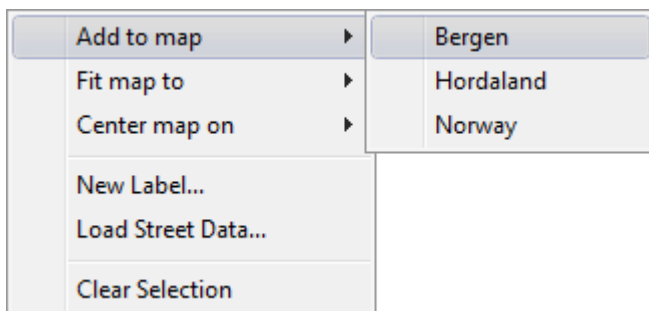 Add to map
Fit map to
Center map on
New Label...
Load Street Data...
Clear Selection
Bergen
Hordaland
Norway